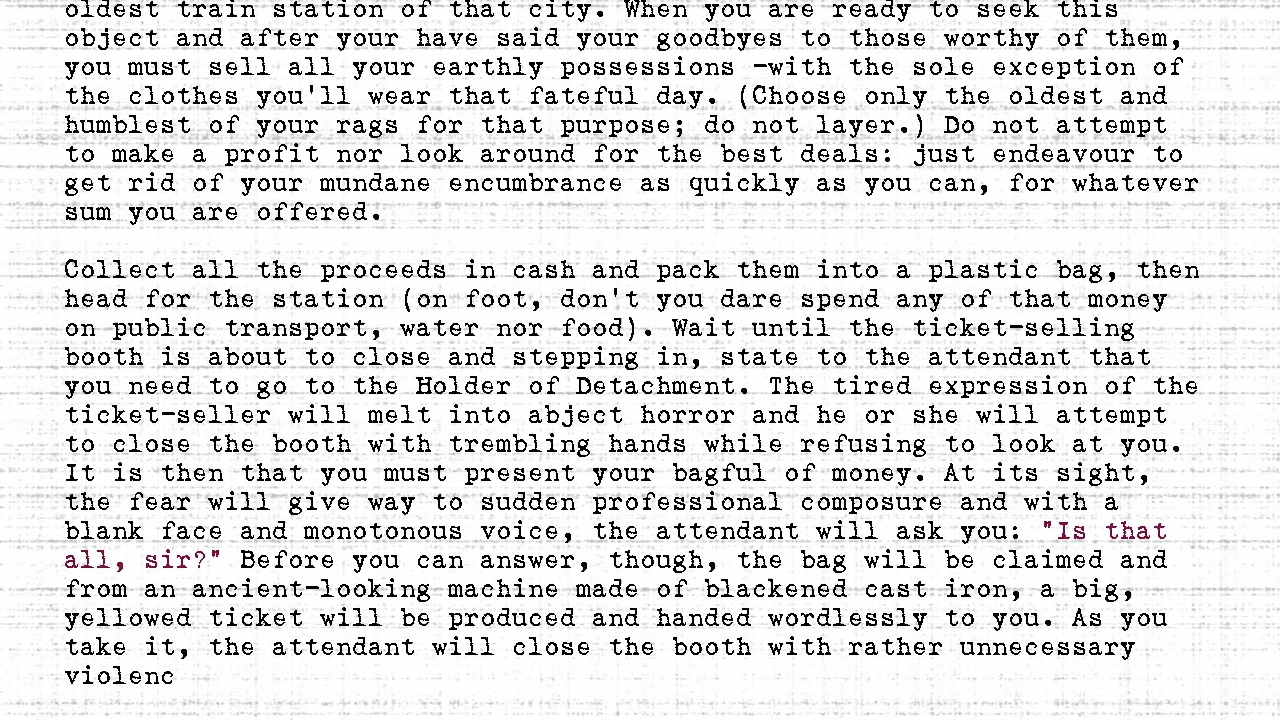 oldest train station of that city. When you are ready to seek this
object and after your have said your goodbyes to those worthy of them,
you must sell all your earthly possessions -with the sole exception of
the clothes you'll wear that fateful day. (Choose only the oldest and
humblest of your rags for that purpose; do not layer.) Do not attempt
to make a profit nor look around for the best deals: just endeavour to
get rid of your mundane encumbrance as quickly as you can, for whatever
sum you are offered.

Collect all the proceeds in cash and pack them into a plastic bag, then
head for the station (on foot, don't you dare spend any of that money
on public transport, water nor food). Wait until the ticket-selling
booth is about to close and stepping in, state to the attendant that
you need to go to the Holder of Detachment. The tired expression of the
ticket-seller will melt into abject horror and he or she will attempt
to close the booth with trembling hands while refusing to look at you.
It is then that you must present your bagful of money. At its sight,
the fear will give way to sudden professional composure and with a
blank face and monotonous voice, the attendant will ask you: "Is that
all, sir?" Before you can answer, though, the bag will be claimed and
from an ancient-looking machine made of blackened cast iron, a big,
yellowed ticket will be produced and handed wordlessly to you. As you
take it, the attendant will close the booth with rather unnecessary
violenc